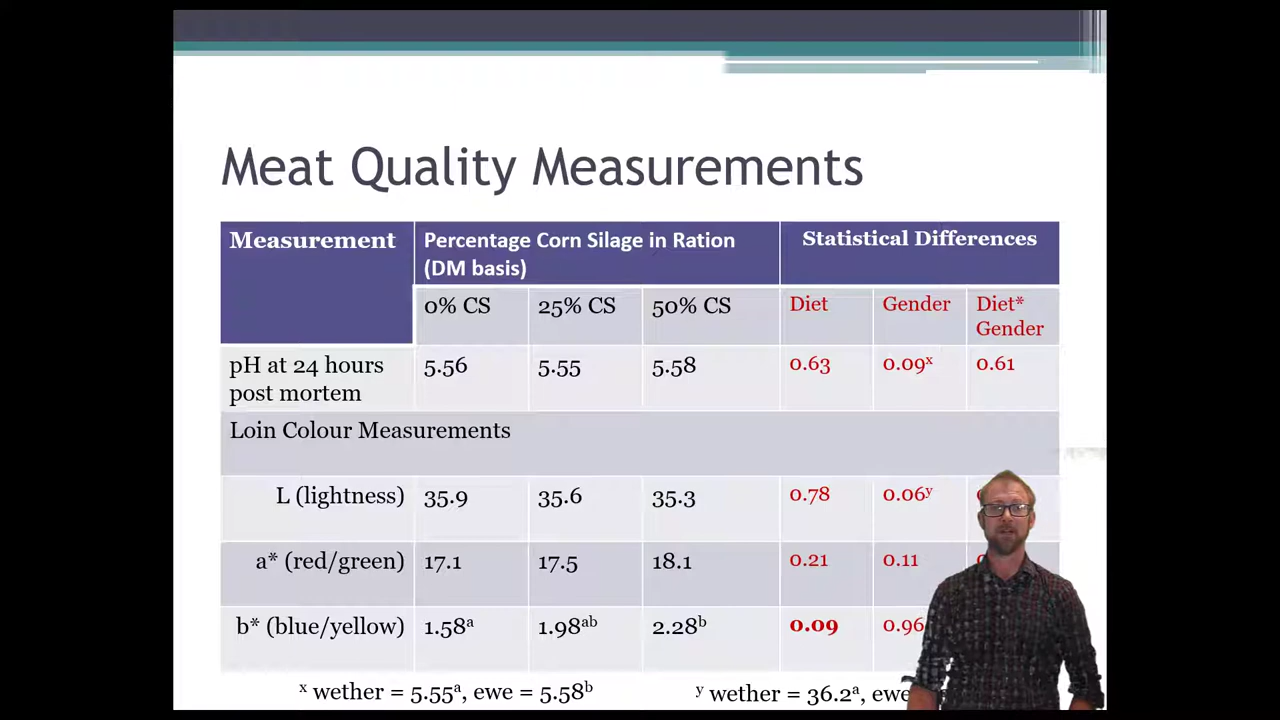 Meat Quality Measurements
Measurement Percentage Corn Silage in Ration (DM basis) Statistical Differences
0% CS 25% CS 50% CS Diet Gender Diet* Gender
pH at 24 hours post mortem 5.56 5.55 5.58 0.63 0.09ˣ 0.61
Loin Colour Measurements
L (lightness) 35.9 35.6 35.3 0.78 0.06ʸ
a* (red/green) 17.1 17.5 18.1 0.21 0.11
b* (blue/yellow) 1.58ᵃ 1.98ᵃᵇ 2.28ᵇ 0.09 0.96
ˣ wether = 5.55ᵃ, ewe = 5.58ᵇ ʸ wether = 36.2ᵃ, ewe